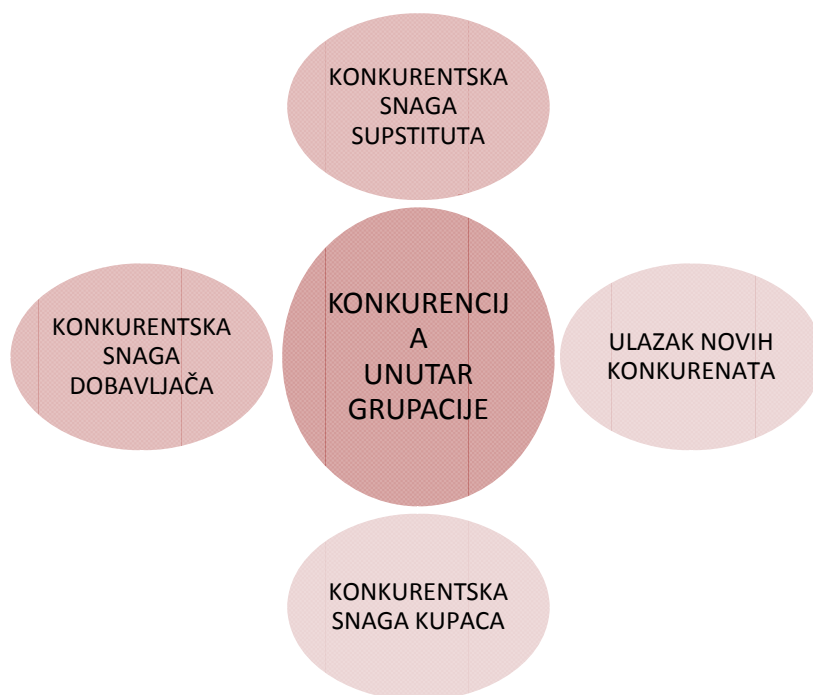 KONKURENTSKA
SNAGA
SUPSTITUTA
KONKURENTSKA
SNAGA
DOBAVLJAČA
KONKURENCIJ
A
UNUTAR
GRUPACIJE
ULAZAK NOVIH
KONKURENATA
KONKURENTSKA
SNAGA KUPACA